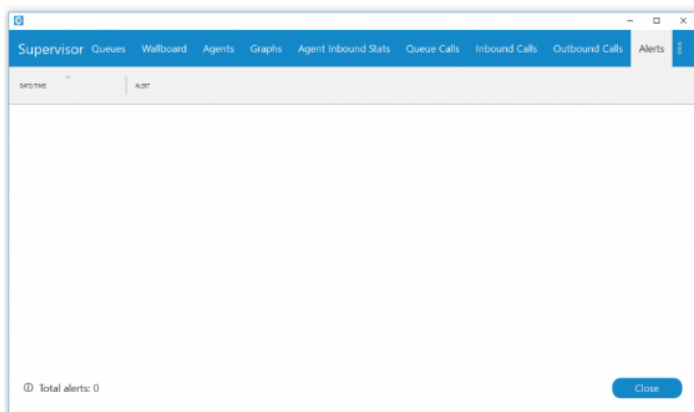 Supervisor Queues Wallboard Agents Graphs Agent Inbound Stats Queue Calls Inbound Calls Outbound Calls Alerts
DATE/TIME ALERT
Total alerts: 0 Close